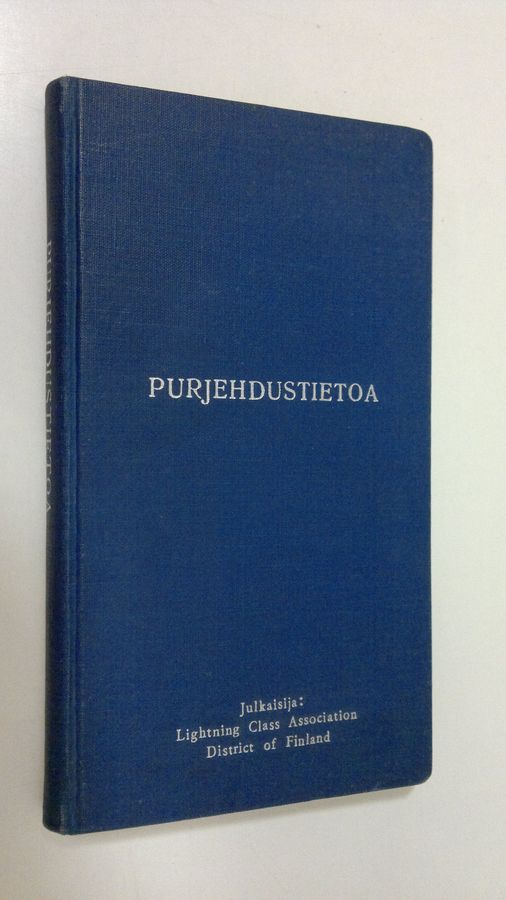 PURJEHDUSTIETOA
PURJEHDUSTIETOA
Julkaisija:
Lightning Class Association
District of Finland